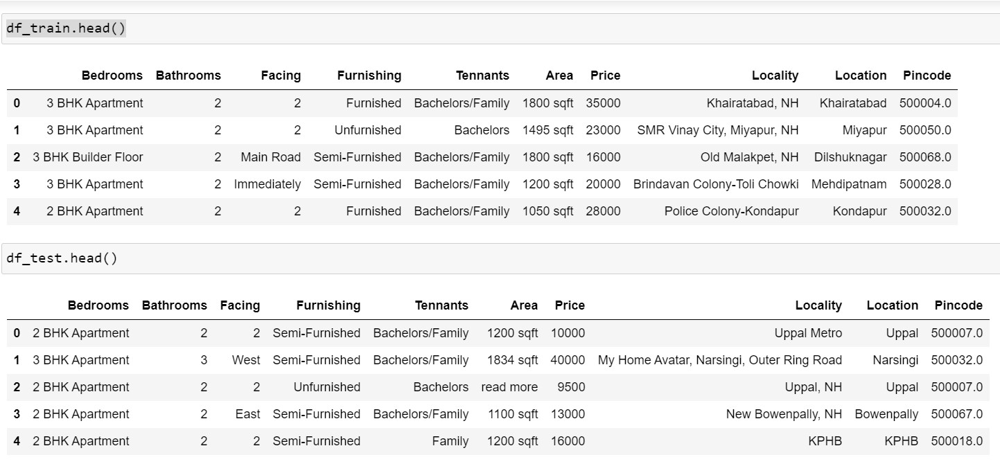 df_train.head()
Bedrooms Bathrooms Facing Furnishing Tennants Area Price Locality Location Pincode
0 3 BHK Apartment 2 2 Furnished Bachelors/Family 1800 sqft 35000 Khairatabad, NH Khairatabad 500004.0
1 3 BHK Apartment 2 2 Unfurnished Bachelors 1495 sqft 23000 SMR Vinay City, Miyapur, NH Miyapur 500050.0
2 3 BHK Builder Floor 2 Main Road Semi-Furnished Bachelors/Family 1800 sqft 16000 Old Malakpet, NH Dilshuknagar 500068.0
3 3 BHK Apartment 2 Immediately Semi-Furnished Bachelors/Family 1200 sqft 20000 Brindavan Colony-Toli Chowki Mehdipatnam 500028.0
4 2 BHK Apartment 2 2 Furnished Bachelors/Family 1050 sqft 28000 Police Colony-Kondapur Kondapur 500032.0
df_test.head()
Bedrooms Bathrooms Facing Furnishing Tennants Area Price Locality Location Pincode
0 2 BHK Apartment 2 2 Semi-Furnished Bachelors/Family 1200 sqft 10000 Uppal Metro Uppal 500007.0
1 3 BHK Apartment 3 West Semi-Furnished Bachelors/Family 1834 sqft 40000 My Home Avatar, Narsingi, Outer Ring Road Narsingi 500032.0
2 2 BHK Apartment 2 2 Unfurnished Bachelors read more 9500 Uppal, NH Uppal 500007.0
3 2 BHK Apartment 2 East Semi-Furnished Bachelors/Family 1100 sqft 13000 New Bowenpally, NH Bowenpally 500067.0
4 2 BHK Apartment 2 2 Semi-Furnished Family 1200 sqft 16000 KPHB KPHB 500018.0